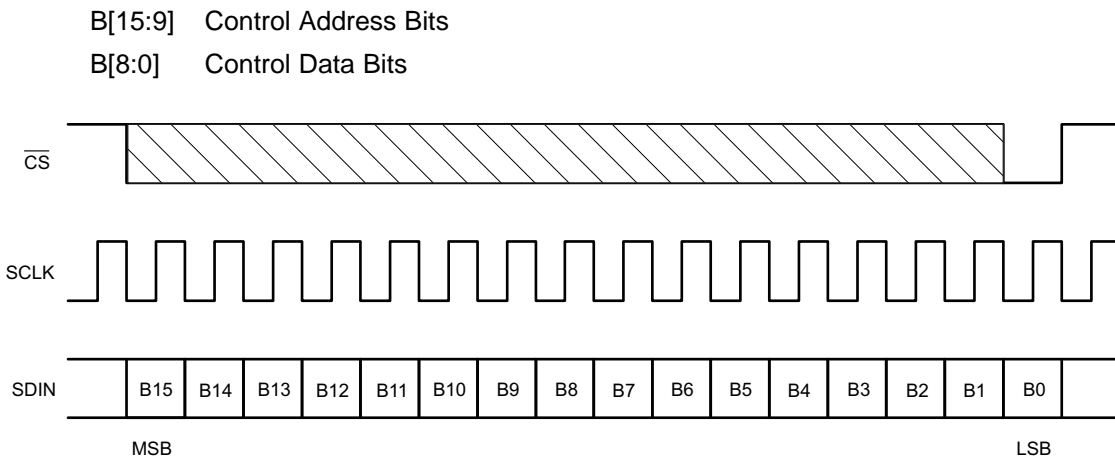 B[15:9] Control Address Bits
B[8:0] Control Data Bits
CS
SCLK
SDIN B15 B14 B13 B12 B11 B10 B9 B8 B7 B6 B5 B4 B3 B2 B1 B0
MSB LSB